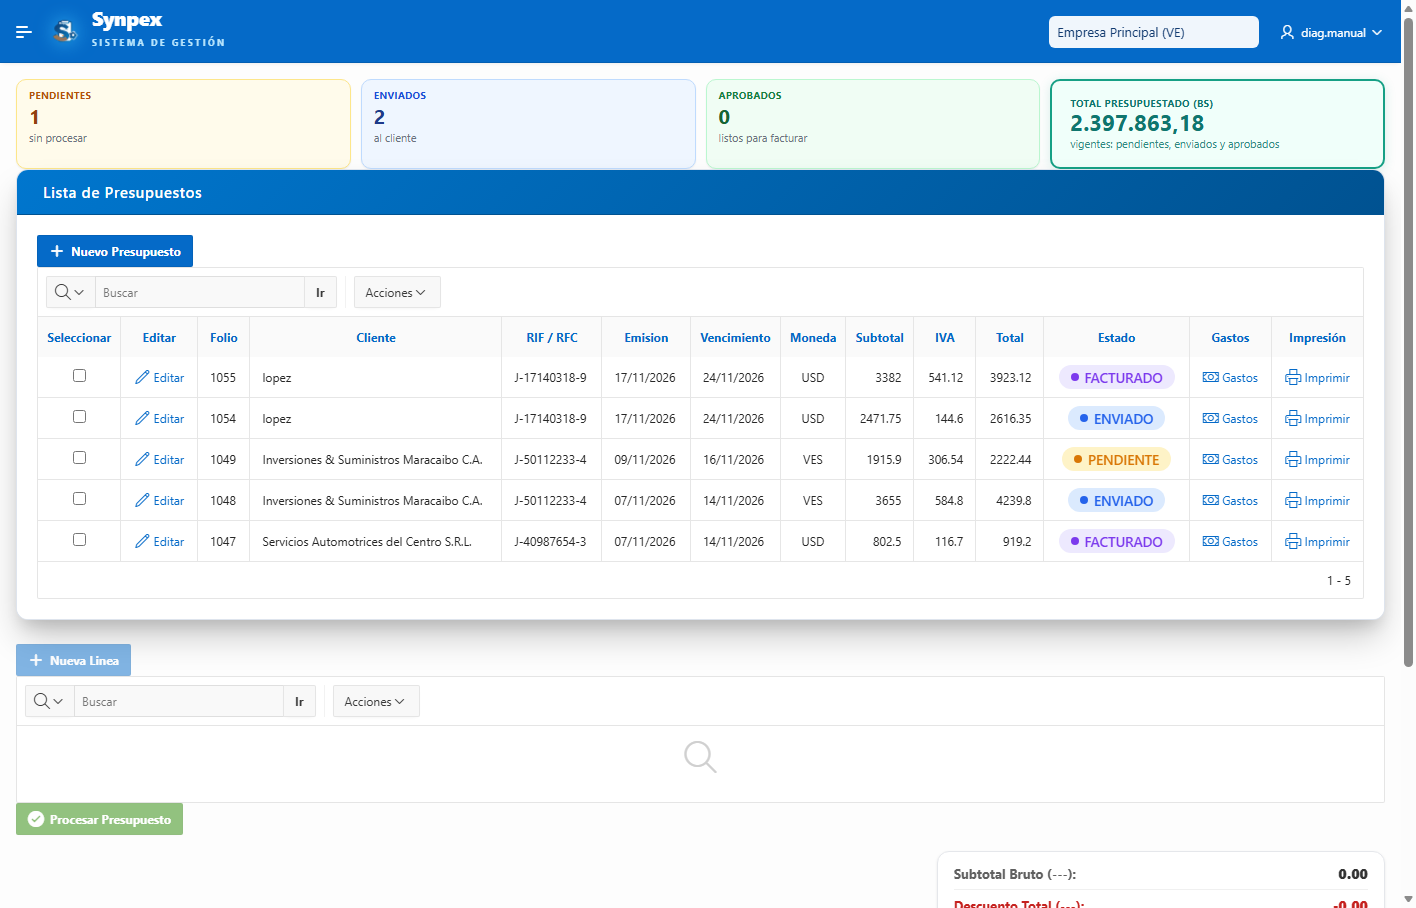 Synpex
SISTEMA DE GESTIÓN
Empresa Principal (VE)
diag.manual
PENDIENTES
1
sin procesar
ENVIADOS
2
al cliente
APROBADOS
0
listos para facturar
TOTAL PRESUPUESTADO (BS)
2.397.863,18
vigentes: pendientes, enviados y aprobados
Lista de Presupuestos
Nuevo Presupuesto
Buscar Ir Acciones
Seleccionar Editar Folio Cliente RIF / RFC Emision Vencimiento Moneda Subtotal IVA Total Estado Gastos Impresión
Editar 1055 lopez J-17140318-9 17/11/2026 24/11/2026 USD 3382 541.12 3923.12 FACTURADO Gastos Imprimir
Editar 1054 lopez J-17140318-9 17/11/2026 24/11/2026 USD 2471.75 144.6 2616.35 ENVIADO Gastos Imprimir
Editar 1049 Inversiones & Suministros Maracaibo C.A. J-50112233-4 09/11/2026 16/11/2026 VES 1915.9 306.54 2222.44 PENDIENTE Gastos Imprimir
Editar 1048 Inversiones & Suministros Maracaibo C.A. J-50112233-4 07/11/2026 14/11/2026 VES 3655 584.8 4239.8 ENVIADO Gastos Imprimir
Editar 1047 Servicios Automotrices del Centro S.R.L. J-40987654-3 07/11/2026 14/11/2026 USD 802.5 116.7 919.2 FACTURADO Gastos Imprimir
1 - 5
Nueva Linea
Buscar Ir Acciones
Procesar Presupuesto
Subtotal Bruto (---): 0.00
Descuento Total (---): -0.00